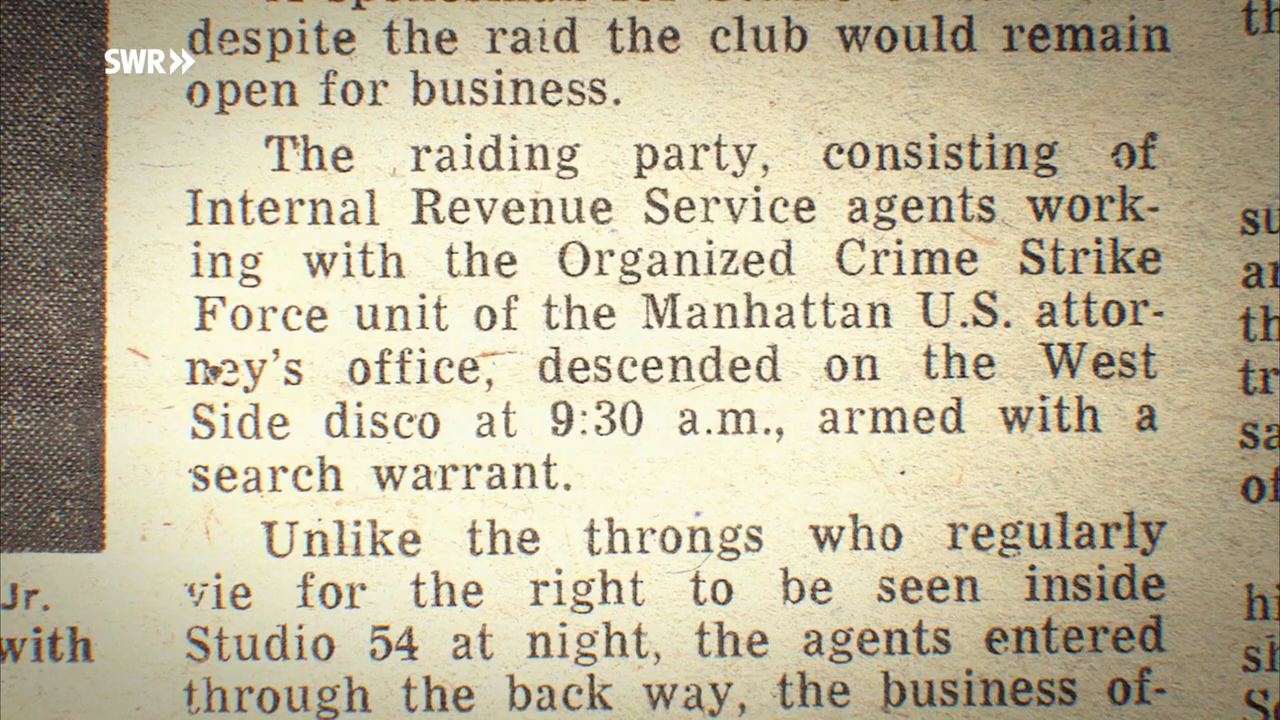 SWR
despite the raid the club would remain
open for business.
The raiding party, consisting of
Internal Revenue Service agents work-
ing with the Organized Crime Strike
Force unit of the Manhattan U.S. attor-
ney's office, descended on the West
Side disco at 9:30 a.m., armed with a
search warrant.
Unlike the throngs who regularly
vie for the right to be seen inside
Studio 54 at night, the agents entered
through the back way, the business of-
Jr.
with